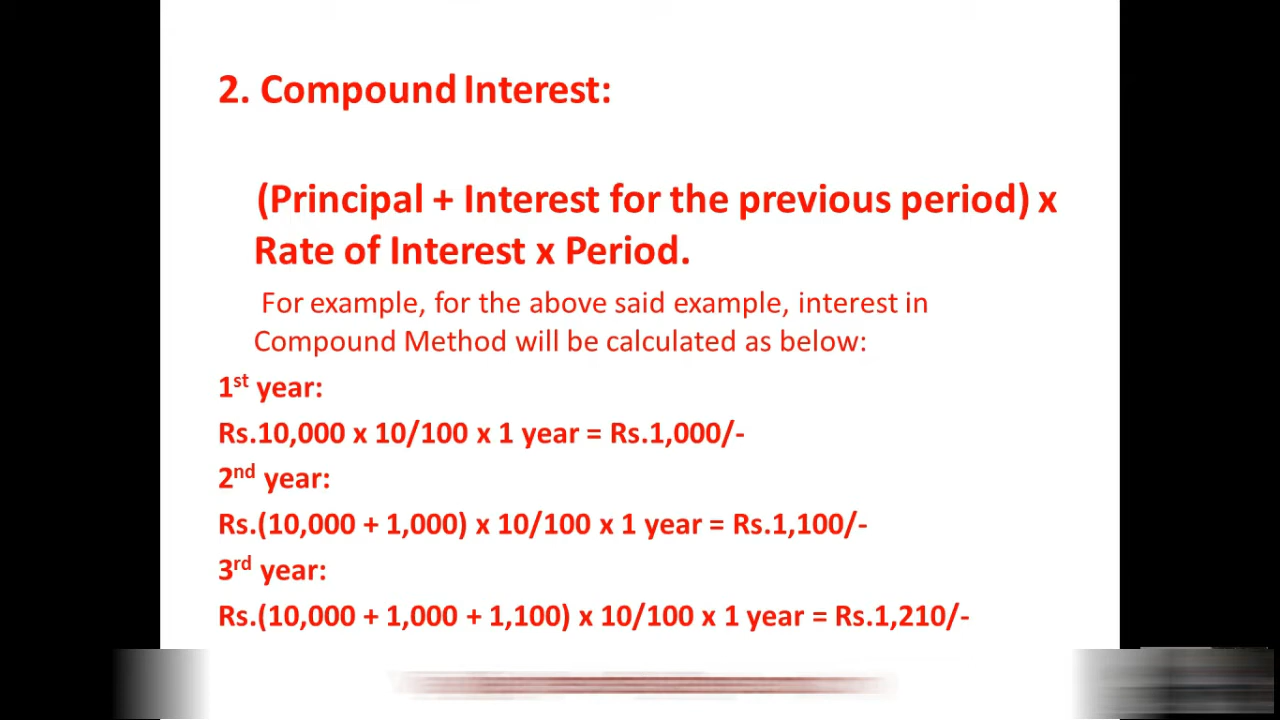 2. Compound Interest:
(Principal + Interest for the previous period) x
Rate of Interest x Period.
For example, for the above said example, interest in
Compound Method will be calculated as below:
1st year:
Rs.10,000 x 10/100 x 1 year = Rs.1,000/-
2nd year:
Rs.(10,000 + 1,000) x 10/100 x 1 year = Rs.1,100/-
3rd year:
Rs.(10,000 + 1,000 + 1,100) x 10/100 x 1 year = Rs.1,210/-